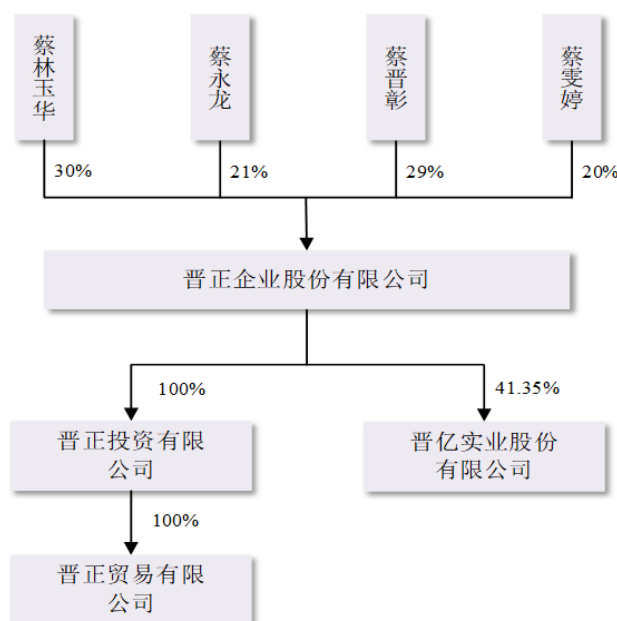 蔡林玉华
蔡永龙
蔡晋彰
蔡雯婷
30%
21%
29%
20%
晋正企业股份有限公司
100%
41.35%
晋正投资有限
公司
晋亿实业股份
有限公司
100%
晋正贸易有限
公司